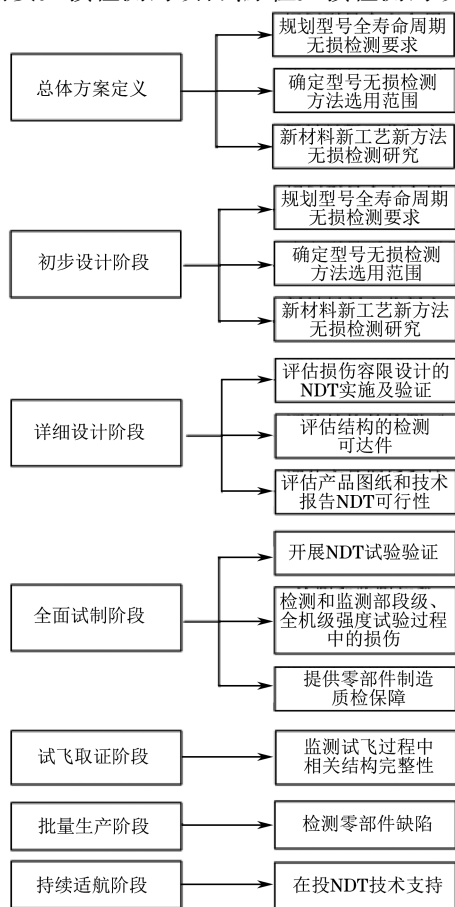 总体方案定义
规划型号全寿命周期
无损检测要求
确定型号无损检测
方法选用范围
新材料新工艺新方法
无损检测研究
初步设计阶段
规划型号全寿命周期
无损检测要求
确定型号无损检测
方法选用范围
新材料新工艺新方法
无损检测研究
详细设计阶段
评估损伤容限设计的
NDT实施及验证
评估结构的检测
可达件
评估产品图纸和技术
报告NDT可行性
全面试制阶段
开展NDT试验验证
检测和监测部段级、
全机级强度试验过程
中的损伤
提供零部件制造
质检保障
试飞取证阶段
监测试飞过程中
相关结构完整性
批量生产阶段
检测零部件缺陷
持续适航阶段
在投NDT技术支持